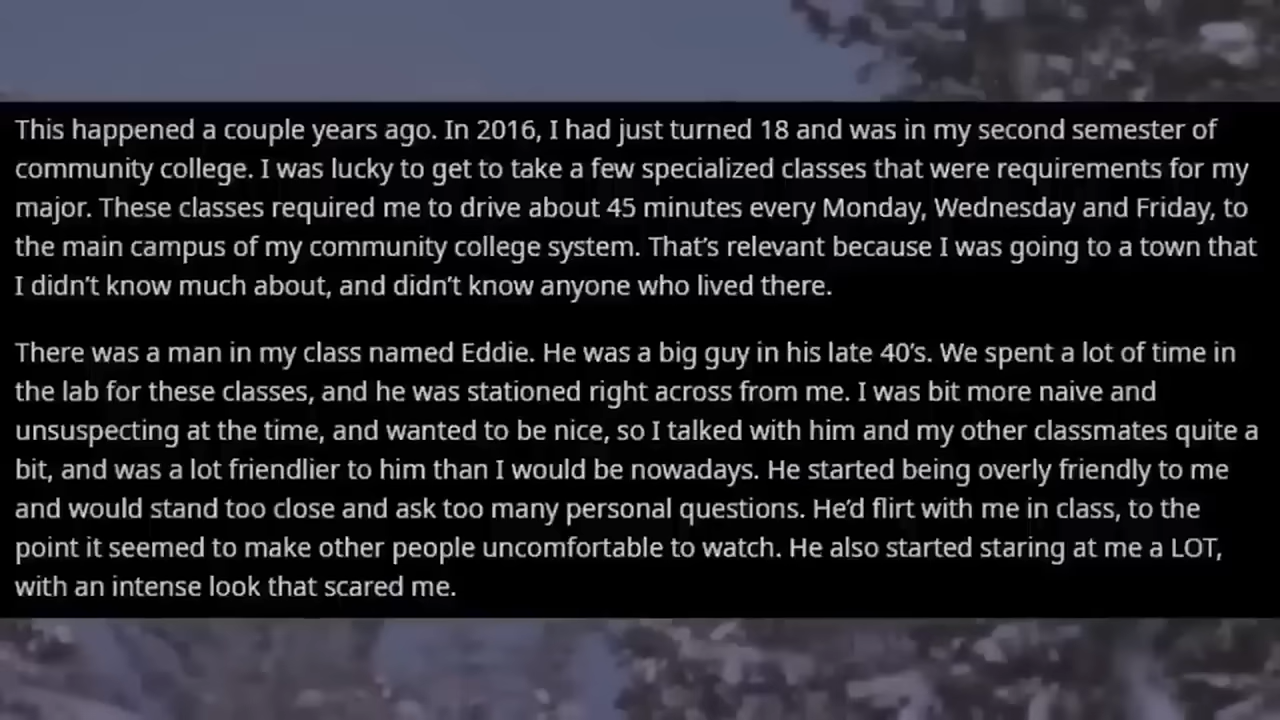 This happened a couple years ago. In 2016, I had just turned 18 and was in my second semester of
community college. I was lucky to get to take a few specialized classes that were requirements for my
major. These classes required me to drive about 45 minutes every Monday, Wednesday and Friday, to
the main campus of my community college system. That’s relevant because I was going to a town that
I didn’t know much about, and didn’t know anyone who lived there.
There was a man in my class named Eddie. He was a big guy in his late 40’s. We spent a lot of time in
the lab for these classes, and he was stationed right across from me. I was bit more naive and
unsuspecting at the time, and wanted to be nice, so I talked with him and my other classmates quite a
bit, and was a lot friendlier to him than I would be nowadays. He started being overly friendly to me
and would stand too close and ask too many personal questions. He’d flirt with me in class, to the
point it seemed to make other people uncomfortable to watch. He also started staring at me a LOT,
with an intense look that scared me.